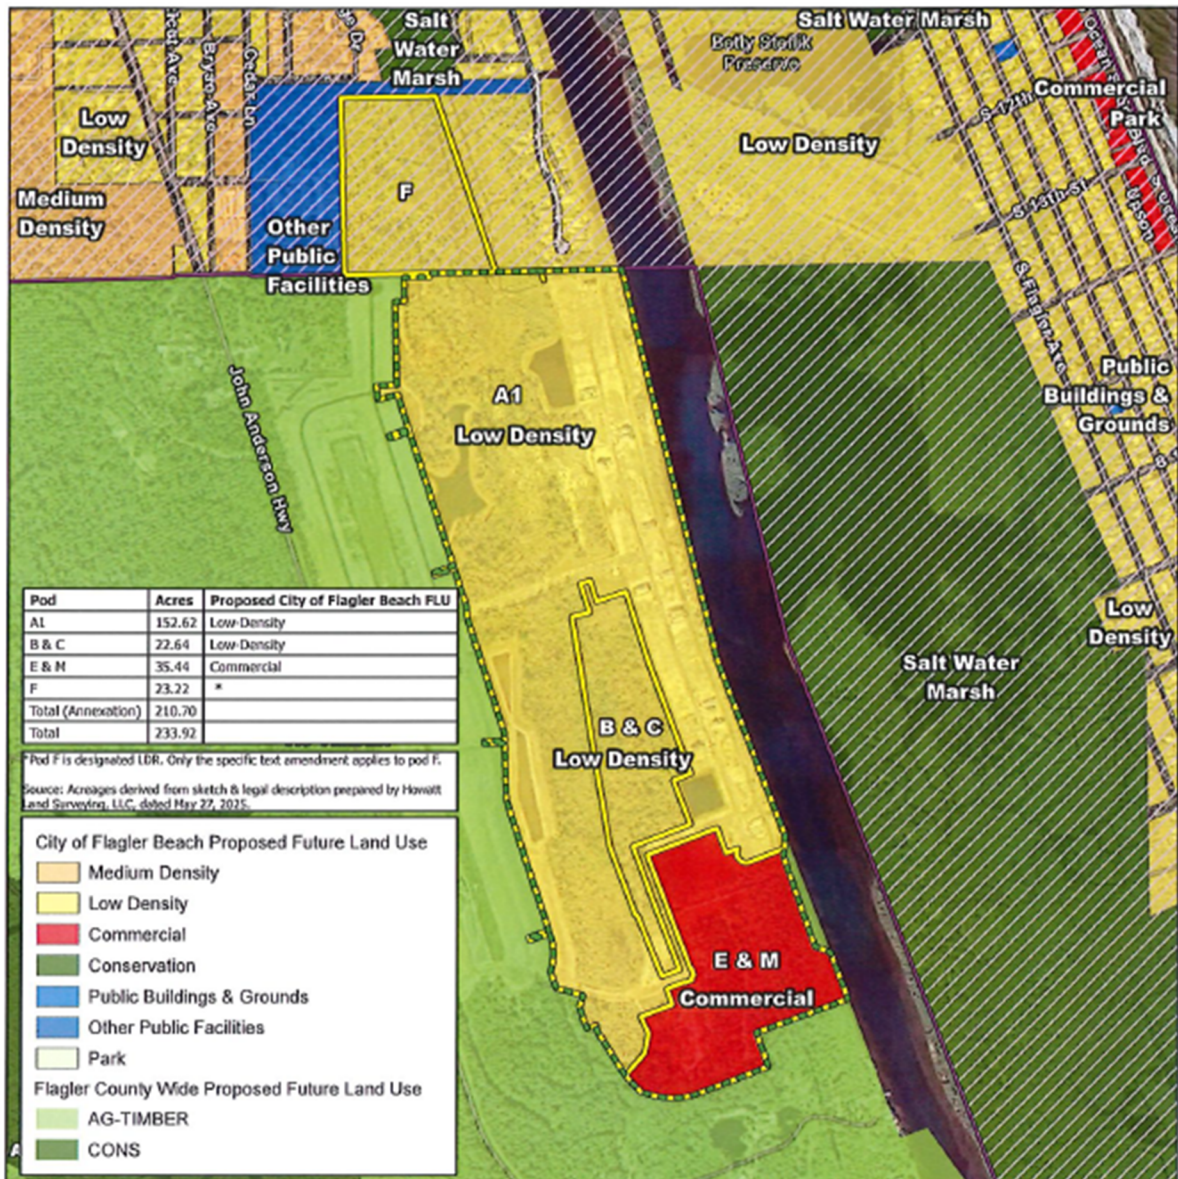 Salt
Water
Marsh
Salt Water Marsh
Betty Steflik
Preserve
Bryan Ave
Cedar Ln
Low
Density
Commercial
Park
S 12th
Low Density
Medium
Density
F
S 13th St
Other
Public
Facilities
S Flagler Ave
John Anderson Hwy
A1
Low Density
Public
Buildings &
Grounds
Pod Acres Proposed City of Flagler Beach FLU
A1 152.62 Low-Density
B & C 22.64 Low-Density
E & M 35.44 Commercial
F 23.22 *
Total (Annexation) 210.70
Total 233.92
*Pod F is designated LDR. Only the specific text amendment applies to pod F.
Source: Acreages derived from sketch & legal description prepared by Howatt
Land Surveying, LLC, dated May 27, 2025.
Low
Density
Salt Water
Marsh
B & C
Low Density
E & M
Commercial
City of Flagler Beach Proposed Future Land Use
Medium Density
Low Density
Commercial
Conservation
Public Buildings & Grounds
Other Public Facilities
Park
Flagler County Wide Proposed Future Land Use
AG-TIMBER
CONS